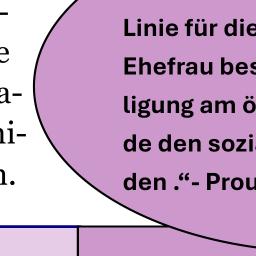 -
e
a-
ni-
n.
Linie für die
Ehefrau bes
ligung am ö
de den sozi
den .“- Prou